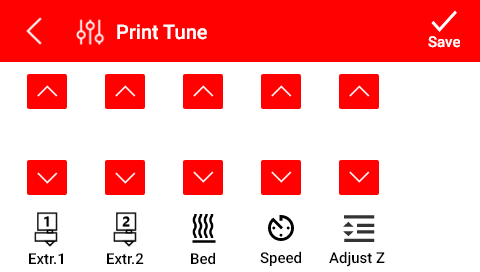 Print Tune
Save
1
2
Extr.1
Extr.2
Bed
Speed
Adjust Z